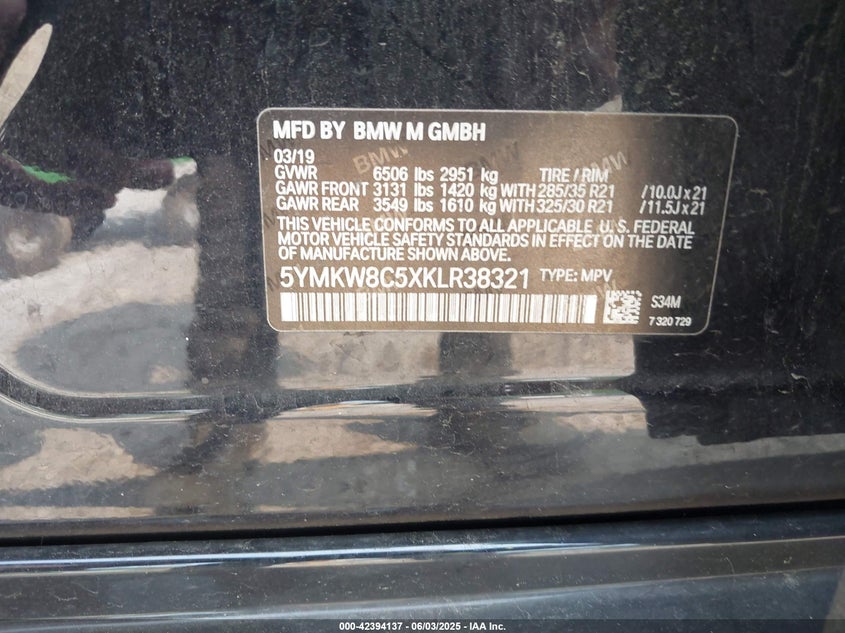 MFD BY BMW M GMBH
03/19
GVWR 6506 lbs 2951 kg TIRE / RIM
GAWR FRONT 3131 lbs 1420 kg WITH 285/35 R21 /10.0J x 21
GAWR REAR 3549 lbs 1610 kg WITH 325/30 R21 /11.5J x 21
THIS VEHICLE CONFORMS TO ALL APPLICABLE U. S. FEDERAL
MOTOR VEHICLE SAFETY STANDARDS IN EFFECT ON THE DATE
OF MANUFACTURE SHOWN ABOVE.
5YMKW8C5XKLR38321 TYPE: MPV
S34M
7 320 729
000-42394137 - 06/03/2025 - IAA Inc.